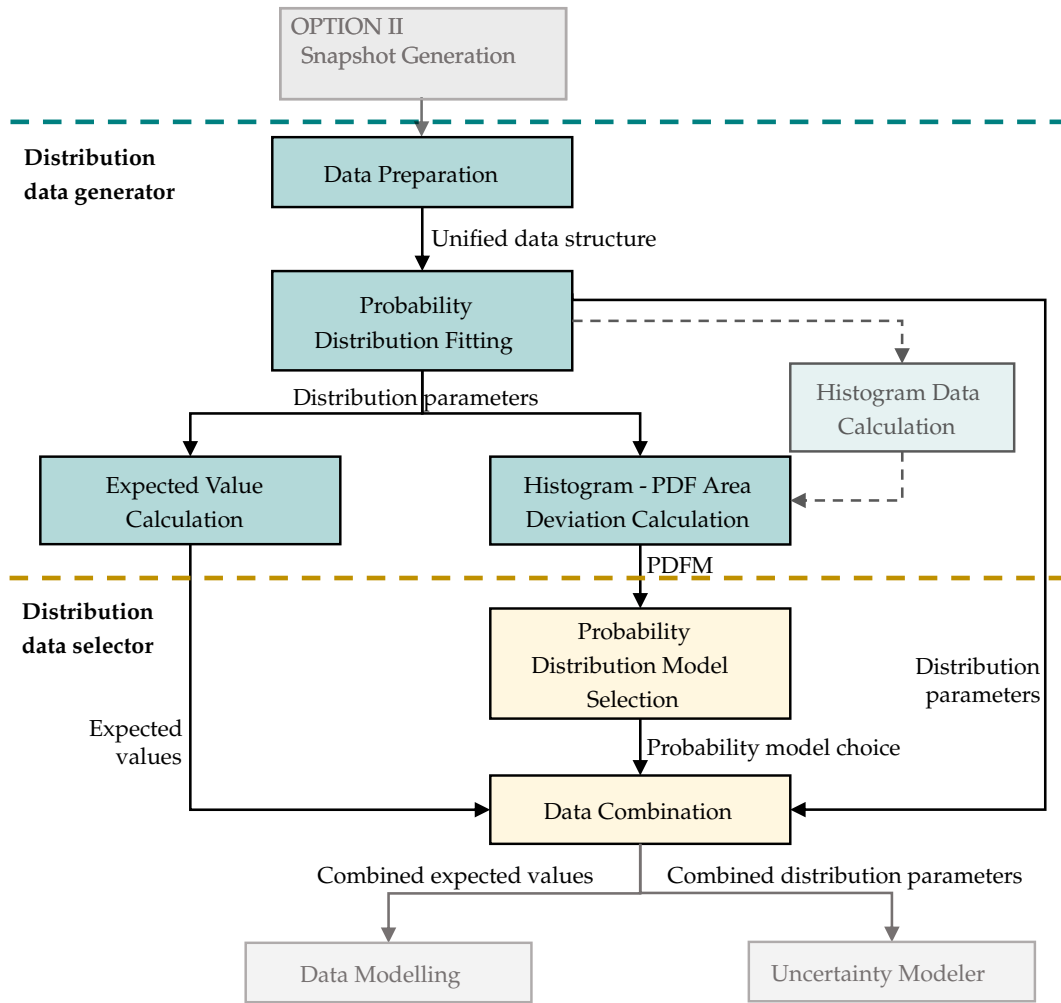 OPTION II
Snapshot Generation
Distribution
data generator
Data Preparation
Unified data structure
Probability
Distribution Fitting
Distribution parameters
Histogram Data
Calculation
Expected Value
Calculation
Histogram - PDF Area
Deviation Calculation
PDFM
Distribution
data selector
Probability
Distribution Model
Selection
Distribution
parameters
Expected
values
Probability model choice
Data Combination
Combined expected values
Combined distribution parameters
Data Modelling
Uncertainty Modeler